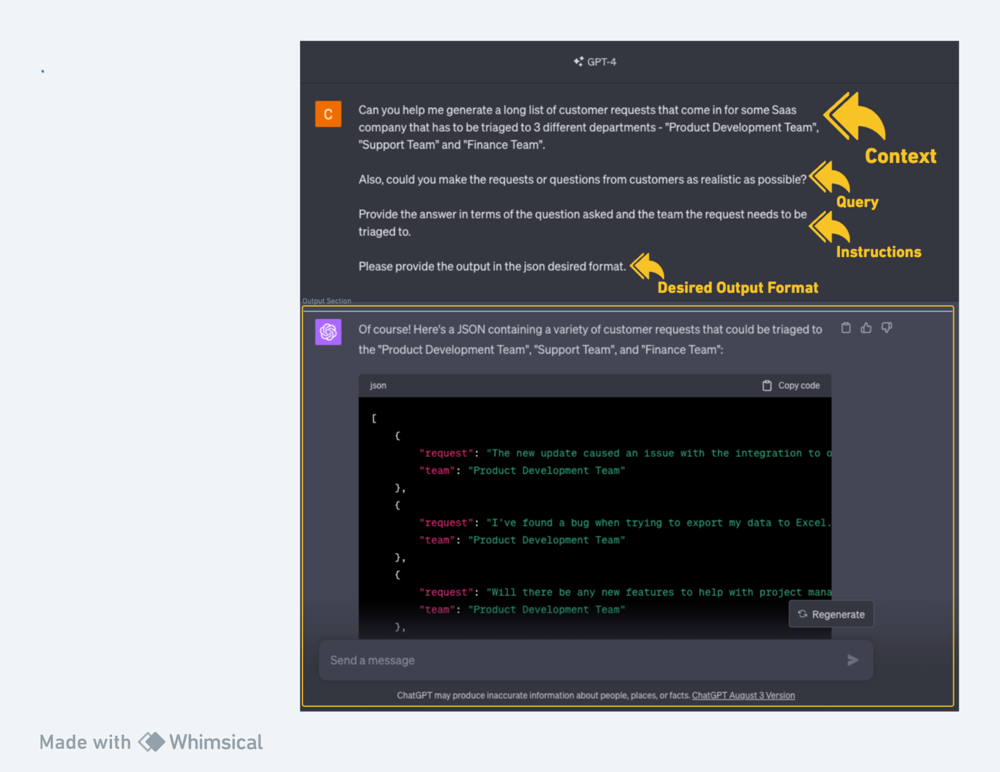 GPT-4
C
Can you help me generate a long list of customer requests that come in for some Saas
company that has to be triaged to 3 different departments - "Product Development Team",
"Support Team" and "Finance Team".
Context
Also, could you make the requests or questions from customers as realistic as possible?
Query
Provide the answer in terms of the question asked and the team the request needs to be
triaged to.
Instructions
Please provide the output in the json desired format.
Desired Output Format
Output Section
Of course! Here's a JSON containing a variety of customer requests that could be triaged to
the "Product Development Team", "Support Team", and "Finance Team":
json
Copy code
[
{
"request": "The new update caused an issue with the integration to o
"team": "Product Development Team"
},
{
"request": "I've found a bug when trying to export my data to Excel.
"team": "Product Development Team"
},
{
"request": "Will there be any new features to help with project mana
"team": "Product Development Team"
},
Regenerate
Send a message
ChatGPT may produce inaccurate information about people, places, or facts. ChatGPT August 3 Version
Made with Whimsical